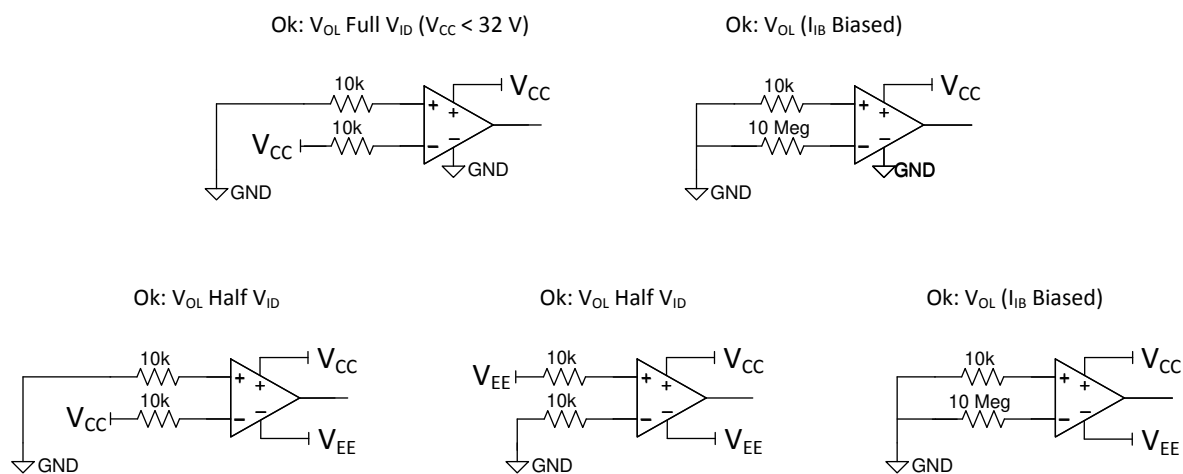 Ok: VOL Full VID (VCC < 32 V)
Ok: VOL (IIB Biased)
10k
VCC
+
+
10k
VCC
−
−
GND
GND
10k
VCC
+
+
10 Meg
−
−
GND
GND
Ok: VOL Half VID
Ok: VOL Half VID
Ok: VOL (IIB Biased)
10k
VCC
+
+
10k
VCC
−
−
VEE
GND
10k
VCC
VEE
+
+
10k
−
−
VEE
GND
10k
VCC
+
+
10 Meg
−
−
VEE
GND